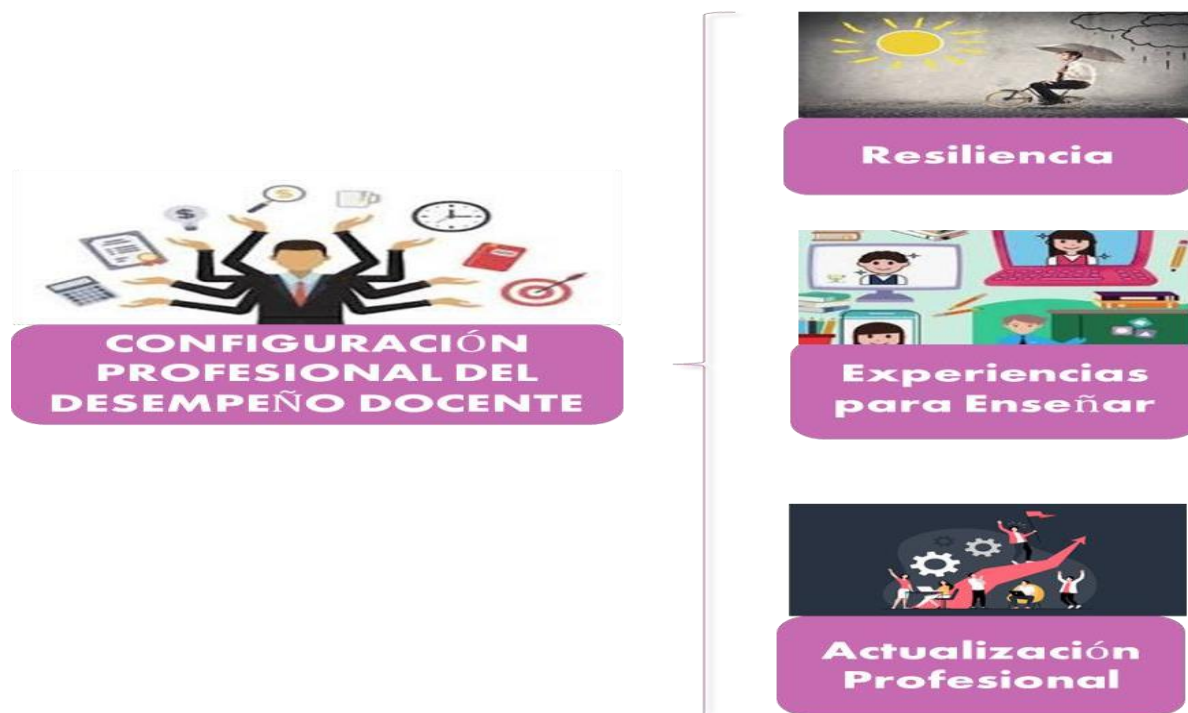 CONFIGURACIÓN
PROFESIONAL DEL
DESEMPEÑO DOCENTE
Resiliencia
Experiencias
para Enseñar
Actualización
Profesional